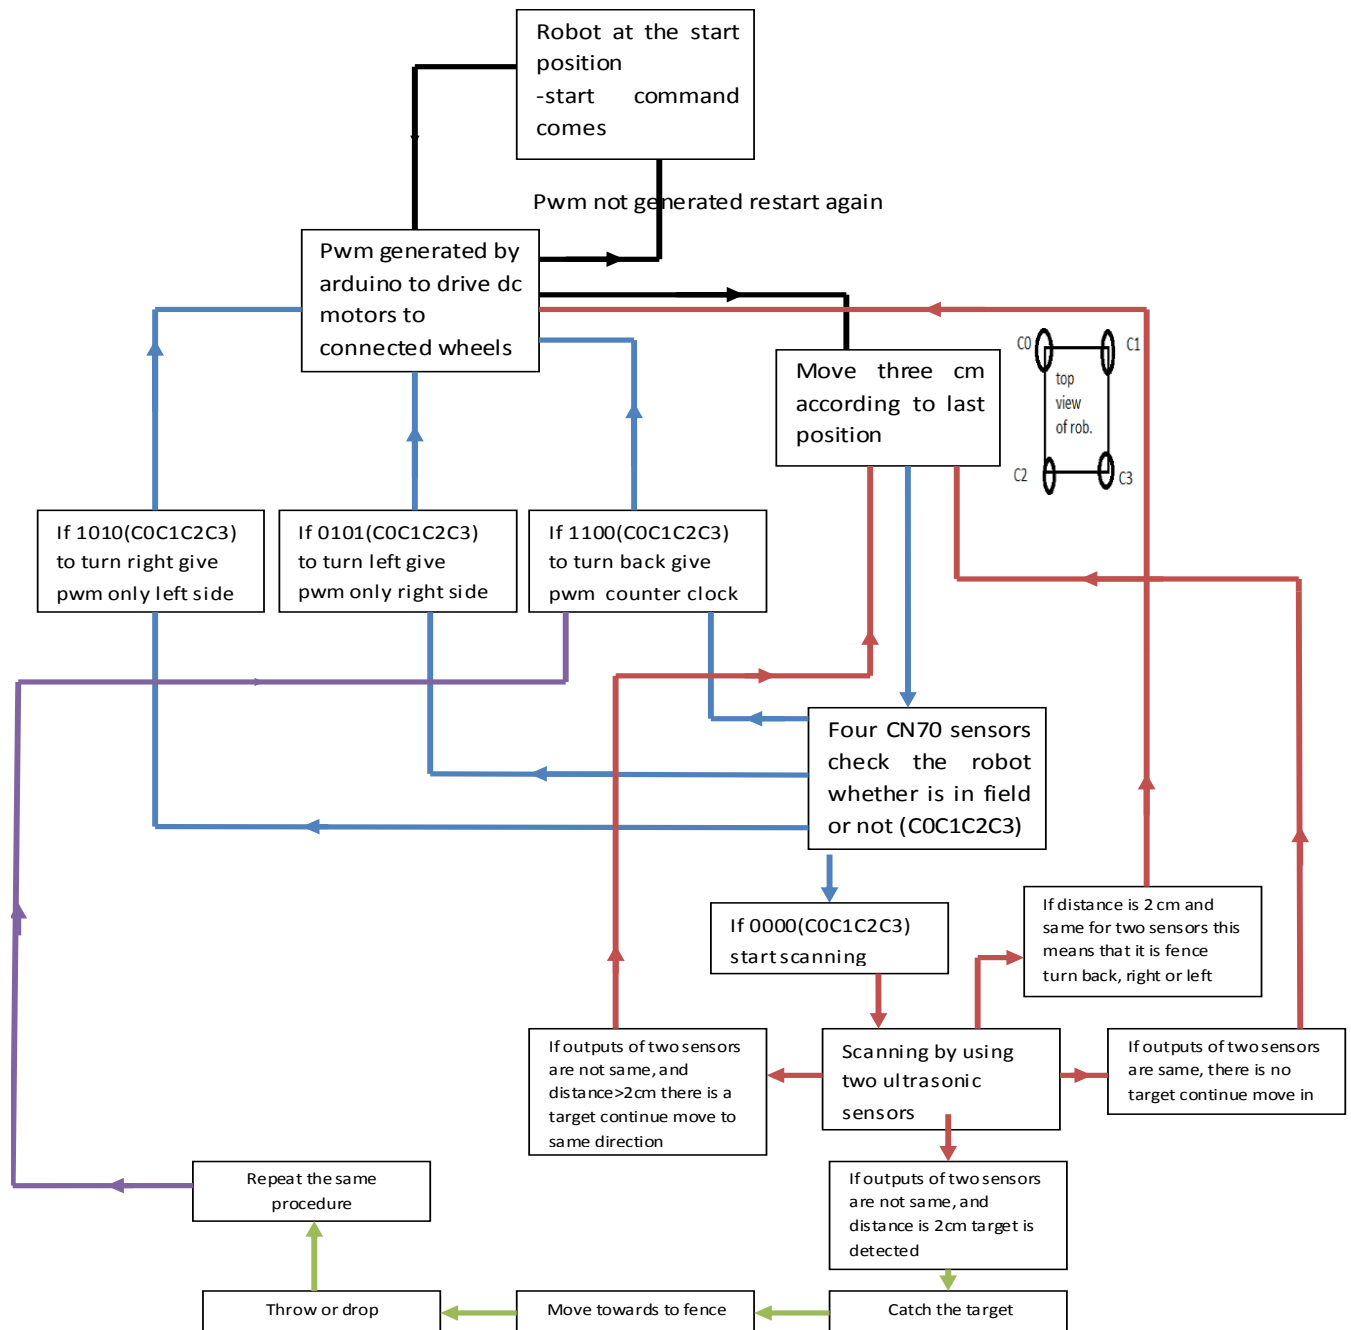 Robot at the start
position
-start command
comes
Pwm not generated restart again
Pwm generated by
arduino to drive dc
motors to
connected wheels
Move three cm
according to last
position
C0
C1
top
view
of rob.
C2
C3
If 1010(C0C1C2C3)
to turn right give
pwm only left side
If 0101(C0C1C2C3)
to turn left give
pwm only right side
If 1100(C0C1C2C3)
to turn back give
pwm counter clock
Four CN70 sensors
check the robot
whether is in field
or not (C0C1C2C3)
If 0000(C0C1C2C3)
start scanning
If distance is 2 cm and
same for two sensors this
means that it is fence
turn back, right or left
If outputs of two sensors
are not same, and
distance>2cm there is a
target continue move to
same direction
Scanning by using
two ultrasonic
sensors
If outputs of two sensors
are same, there is no
target continue move in
If outputs of two sensors
are not same, and
distance is 2cm target is
detected
Repeat the same
procedure
Throw or drop
Move towards to fence
Catch the target